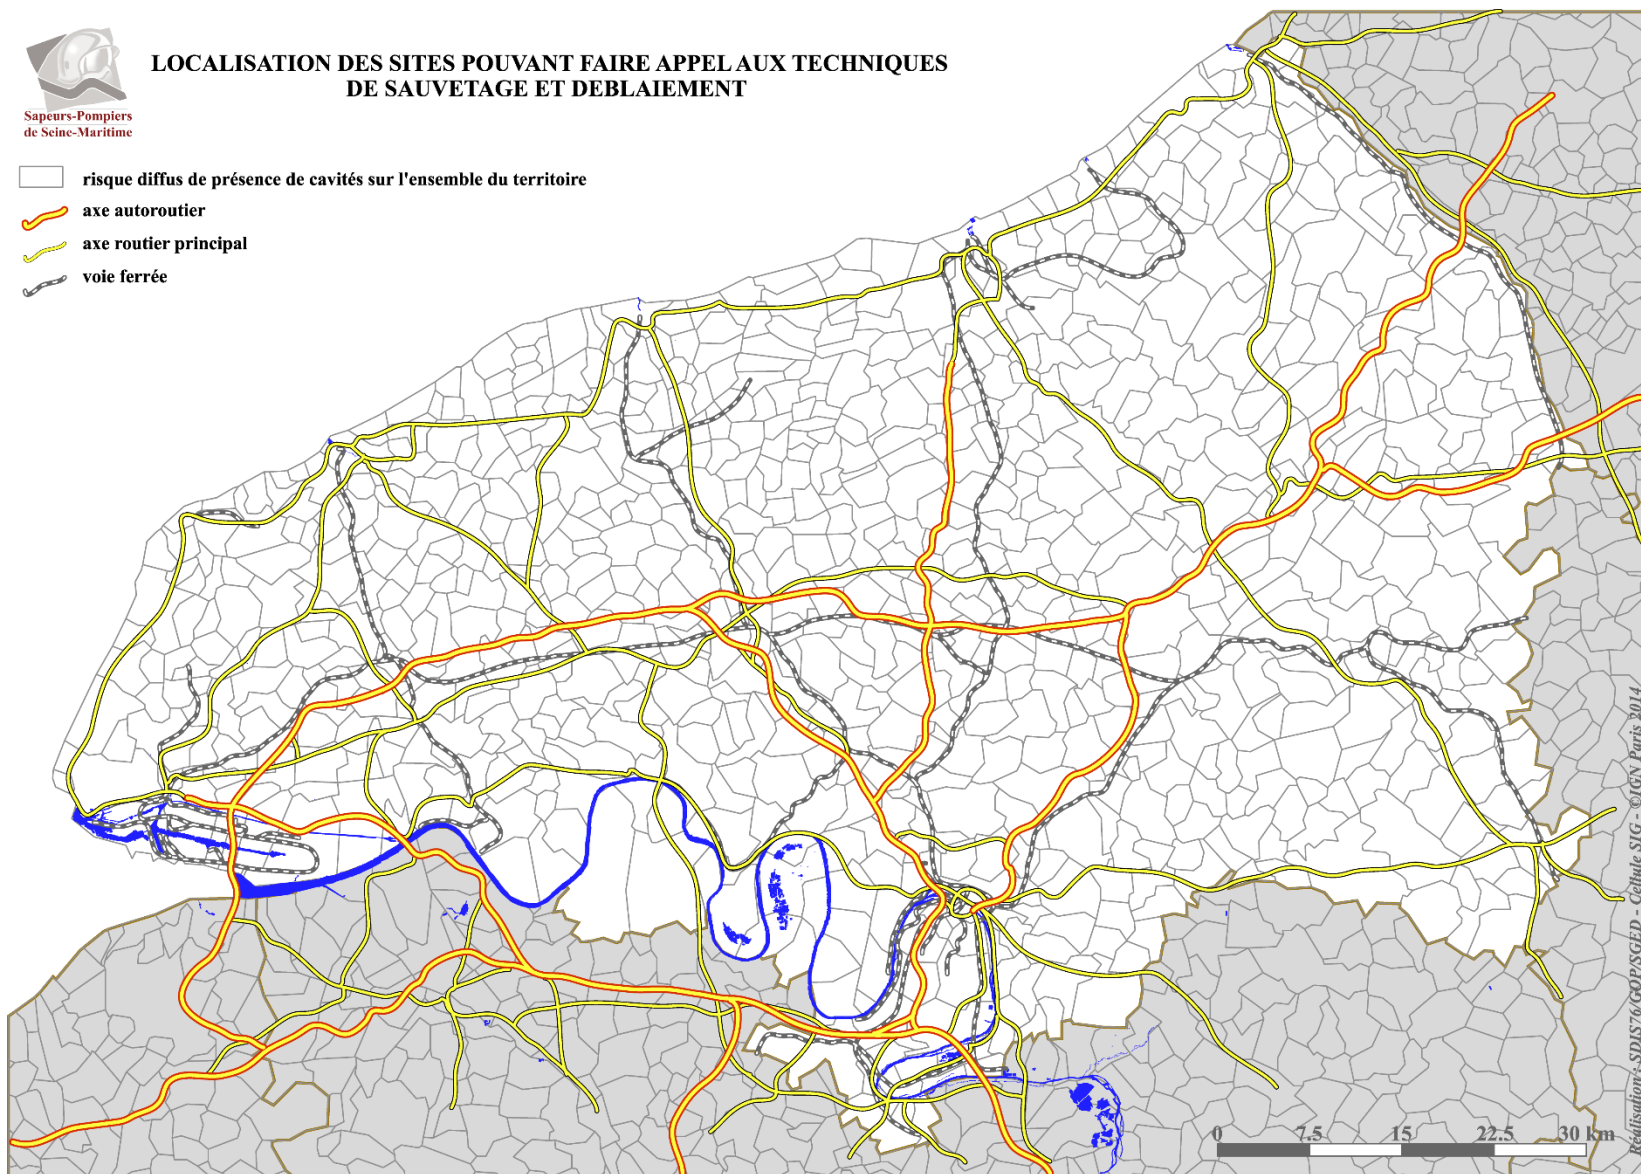 LOCALISATION DES SITES POUVANT FAIRE APPEL AUX TECHNIQUES
DE SAUVETAGE ET DEBLAIEMENT
Sapeurs-Pompiers
de Seine-Maritime
risque diffus de présence de cavités sur l'ensemble du territoire
axe autoroutier
axe routier principal
voie ferrée
0 7.5 15 22.5 30 km
Réalisation : SDIS76/GOP/SGED - Cellule SIG - ©IGN Paris 2014